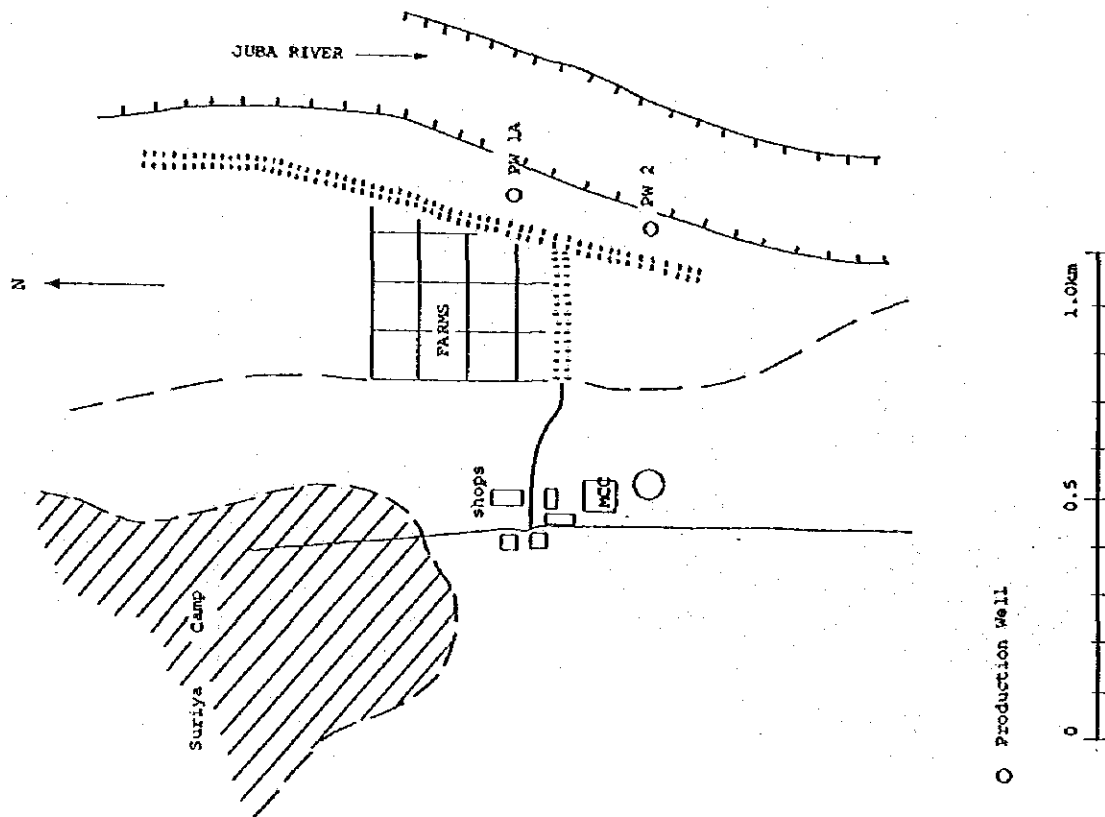 JUBA RIVER
N
PW 1A
PW 2
FARMS
shops
MCC
Suriya Camp
Production Well
0 0.5 1.0km